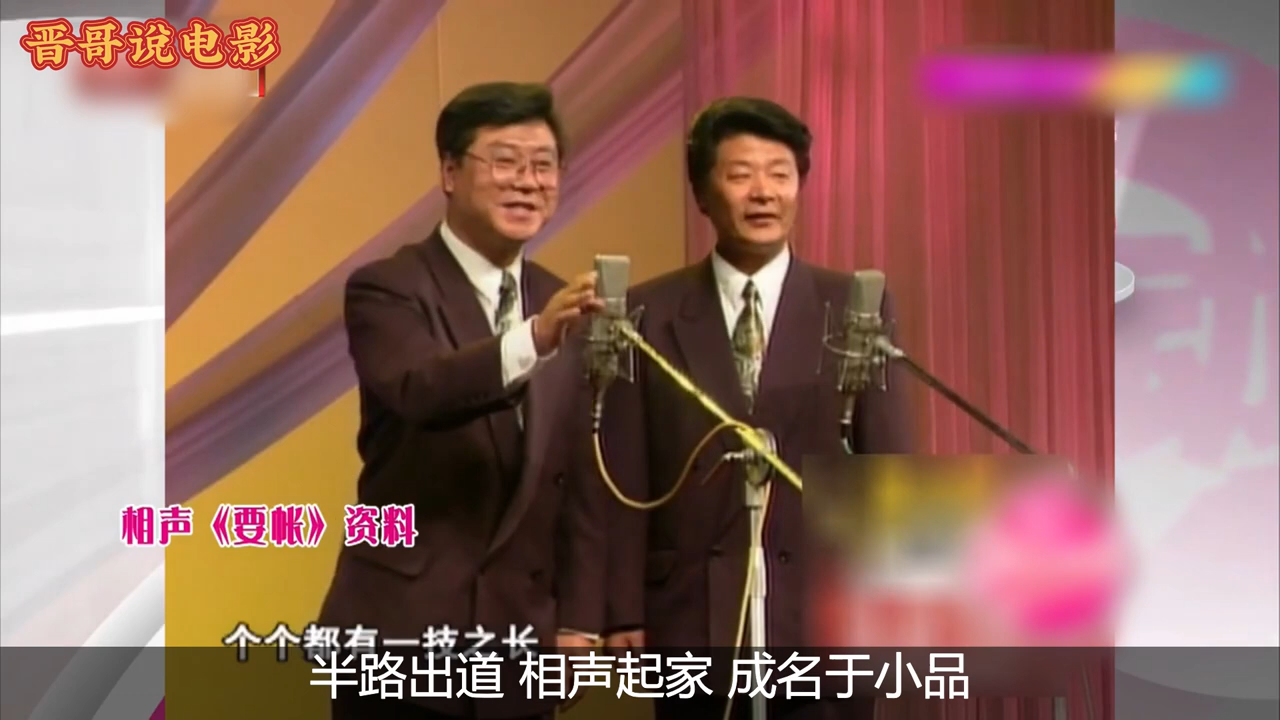 晋哥说电影
相声《要帐》资料
个个都有一技之长
半路出道 相声起家 成名于小品